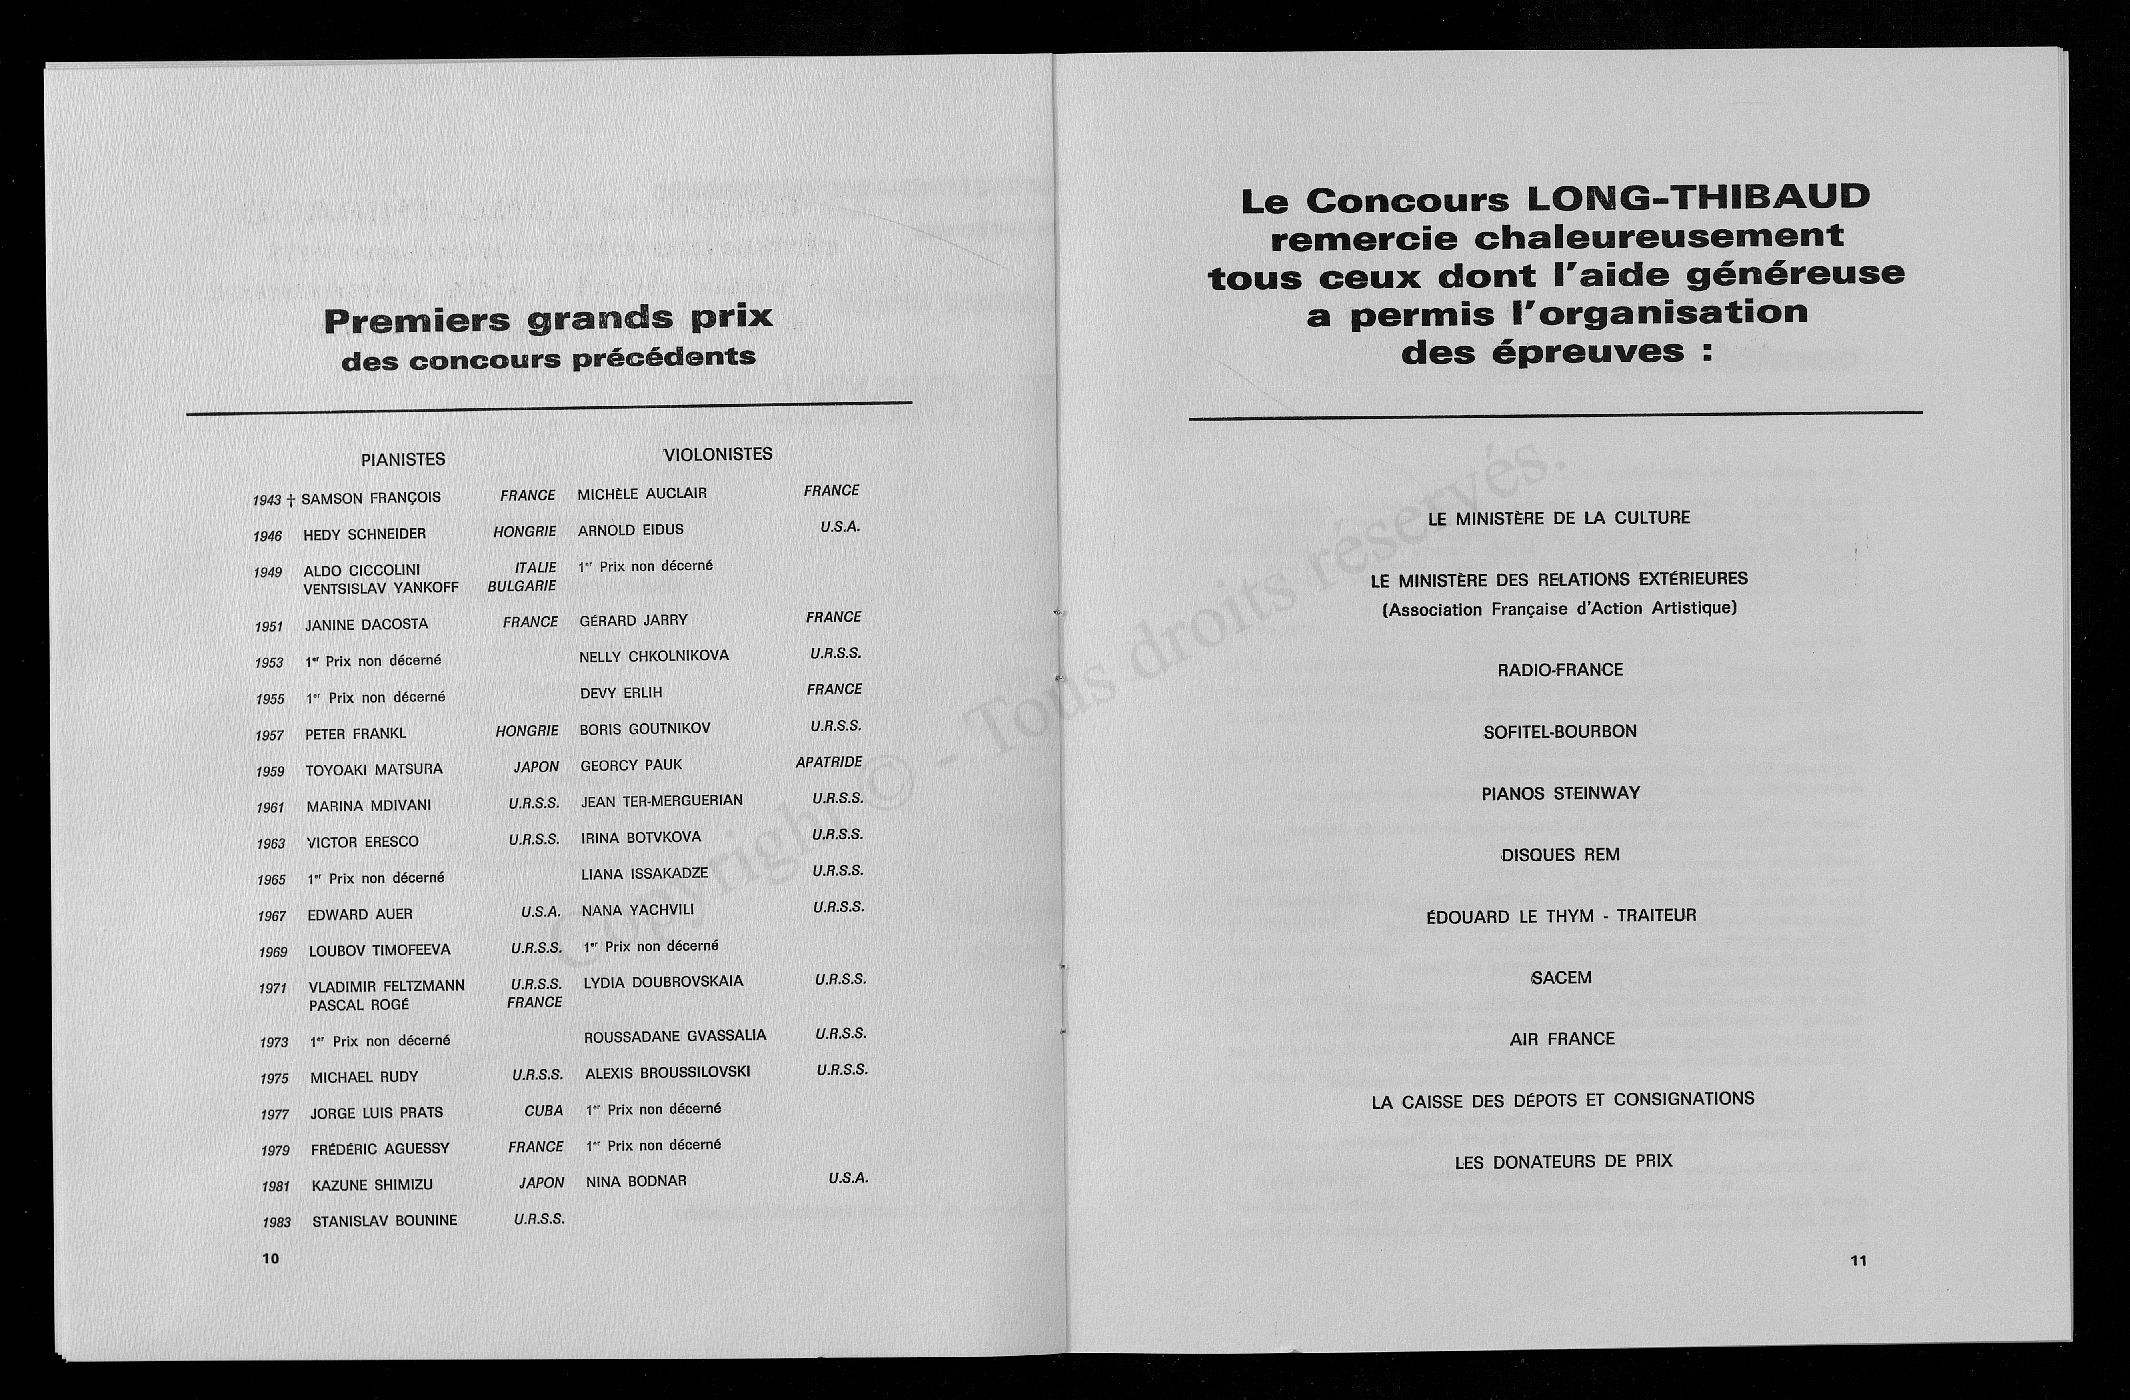 Premiers grands prix
des concours précédents
PIANISTES VIOLONISTES
1943 † SAMSON FRANÇOIS FRANCE MICHÈLE AUCLAIR FRANCE
1946 HEDY SCHNEIDER HONGRIE ARNOLD EIDUS U.S.A.
1949 ALDO CICCOLINI ITALIE 1er Prix non décerné
VENTSISLAV YANKOFF BULGARIE
1951 JANINE DACOSTA FRANCE GÉRARD JARRY FRANCE
1953 1er Prix non décerné NELLY CHKOLNIKOVA U.R.S.S.
1955 1er Prix non décerné DEVY ERLIH FRANCE
1957 PETER FRANKL HONGRIE BORIS GOUTNIKOV U.R.S.S.
1959 TOYOAKI MATSURA JAPON GEORCY PAUK APATRIDE
1961 MARINA MDIVANI U.R.S.S. JEAN TER-MERGUERIAN U.R.S.S.
1963 VICTOR ERESCO U.R.S.S. IRINA BOTVKOVA U.R.S.S.
1965 1er Prix non décerné LIANA ISSAKADZE U.R.S.S.
1967 EDWARD AUER U.S.A. NANA YACHVILI U.R.S.S.
1969 LOUBOV TIMOFEEVA U.R.S.S. 1er Prix non décerné
1971 VLADIMIR FELTZMANN U.R.S.S. LYDIA DOUBROVSKAIA U.R.S.S.
PASCAL ROGÉ FRANCE
1973 1er Prix non décerné ROUSSADANE GVASSALIA U.R.S.S.
1975 MICHAEL RUDY U.R.S.S. ALEXIS BROUSSILOVSKI U.R.S.S.
1977 JORGE LUIS PRATS CUBA 1er Prix non décerné
1979 FRÉDÉRIC AGUESSY FRANCE 1er Prix non décerné
1981 KAZUNE SHIMIZU JAPON NINA BODNAR U.S.A.
1983 STANISLAV BOUNINE U.R.S.S.
10
Le Concours LONG-THIBAUD
remercie chaleureusement
tous ceux dont l'aide généreuse
a permis l'organisation
des épreuves :
LE MINISTÈRE DE LA CULTURE
LE MINISTÈRE DES RELATIONS EXTÉRIEURES
(Association Française d'Action Artistique)
RADIO-FRANCE
SOFITEL-BOURBON
PIANOS STEINWAY
DISQUES REM
ÉDOUARD LE THYM - TRAITEUR
SACEM
AIR FRANCE
LA CAISSE DES DÉPOTS ET CONSIGNATIONS
LES DONATEURS DE PRIX
11
Copyright © - Tous droits réservés.